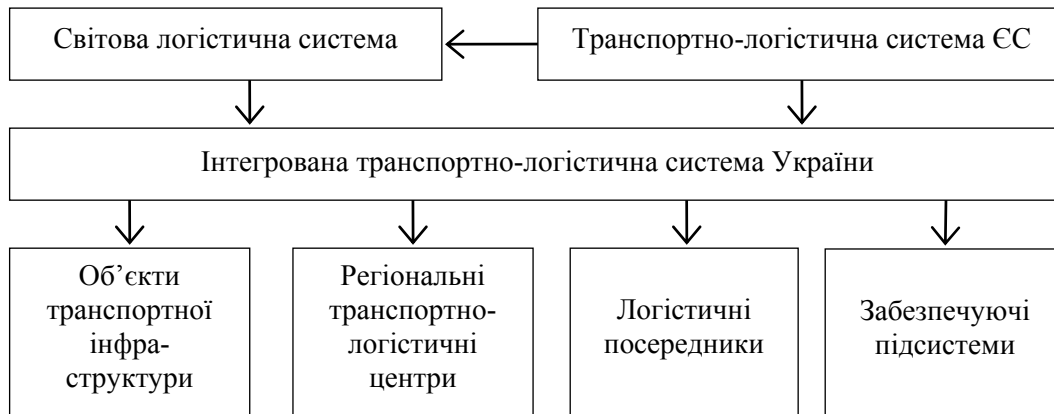 Світова логістична система
Транспортно-логістична система ЄС
Інтегрована транспортно-логістична система України
Об’єкти
транспортної
інфра-
структури
Регіональні
транспортно-
логістичні
центри
Логістичні
посередники
Забезпечуючі
підсистеми